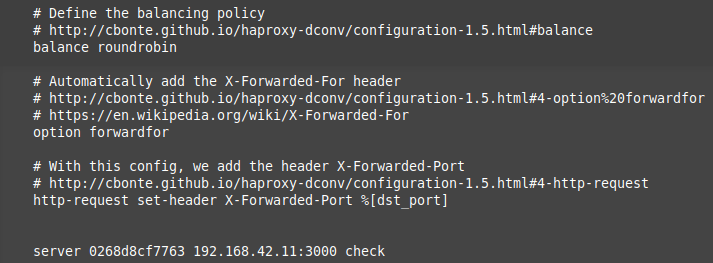 # Define the balancing policy
# http://cbonte.github.io/haproxy-dconv/configuration-1.5.html#balance
balance roundrobin
# Automatically add the X-Forwarded-For header
# http://cbonte.github.io/haproxy-dconv/configuration-1.5.html#4-option%20forwardfor
# https://en.wikipedia.org/wiki/X-Forwarded-For
option forwardfor
# With this config, we add the header X-Forwarded-Port
# http://cbonte.github.io/haproxy-dconv/configuration-1.5.html#4-http-request
http-request set-header X-Forwarded-Port %[dst_port]
server 0268d8cf7763 192.168.42.11:3000 check